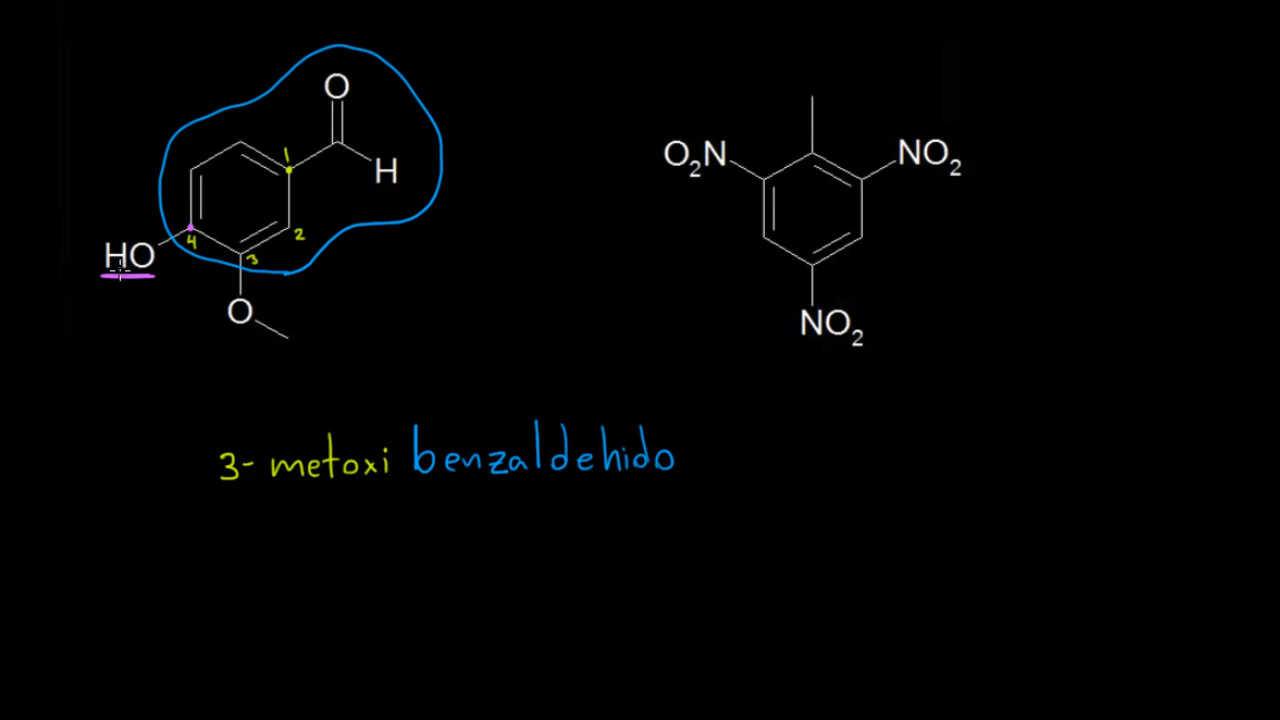 O
1
H
O₂N
NO₂
2
4
HO
3
O
NO₂
3- metoxi benzaldehido